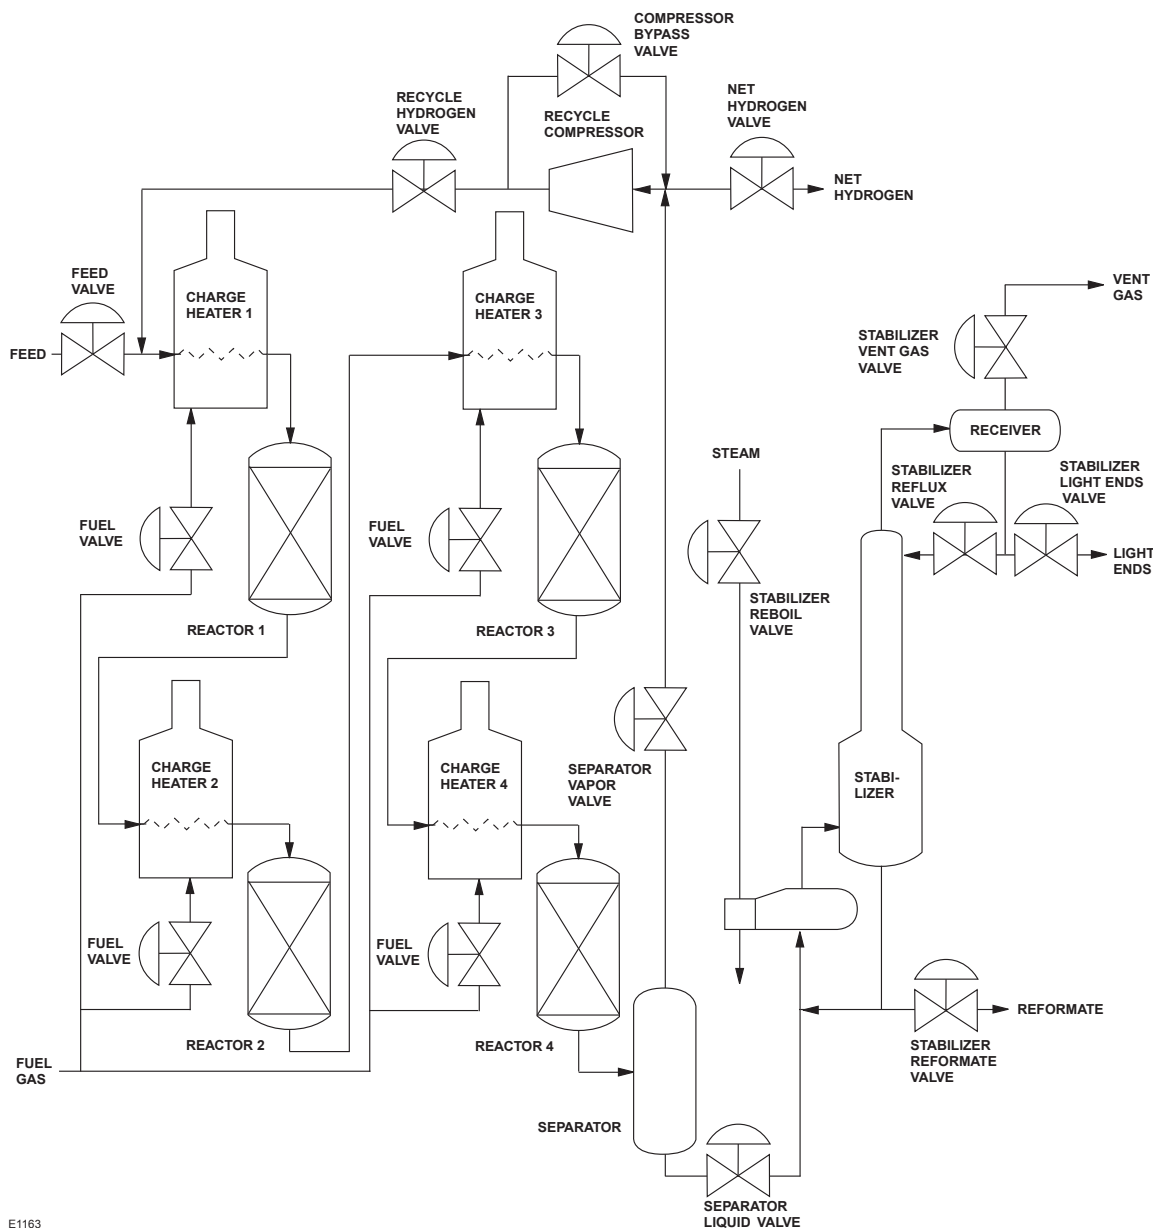 COMPRESSOR
BYPASS
VALVE
RECYCLE
HYDROGEN
VALVE
RECYCLE
COMPRESSOR
NET
HYDROGEN
VALVE
NET
HYDROGEN
FEED
VALVE
FEED
CHARGE
HEATER 1
CHARGE
HEATER 3
VENT
GAS
STABILIZER
VENT GAS
VALVE
RECEIVER
STEAM
STABILIZER
REFLUX
VALVE
STABILIZER
LIGHT ENDS
VALVE
LIGHT
ENDS
FUEL
VALVE
FUEL
VALVE
STABILIZER
REBOIL
VALVE
REACTOR 1
REACTOR 3
CHARGE
HEATER 2
CHARGE
HEATER 4
SEPARATOR
VAPOR
VALVE
STABI-
LIZER
FUEL
VALVE
FUEL
VALVE
REFORMATE
STABILIZER
REFORMATE
VALVE
REACTOR 2
REACTOR 4
FUEL
GAS
SEPARATOR
SEPARATOR
LIQUID VALVE
E1163